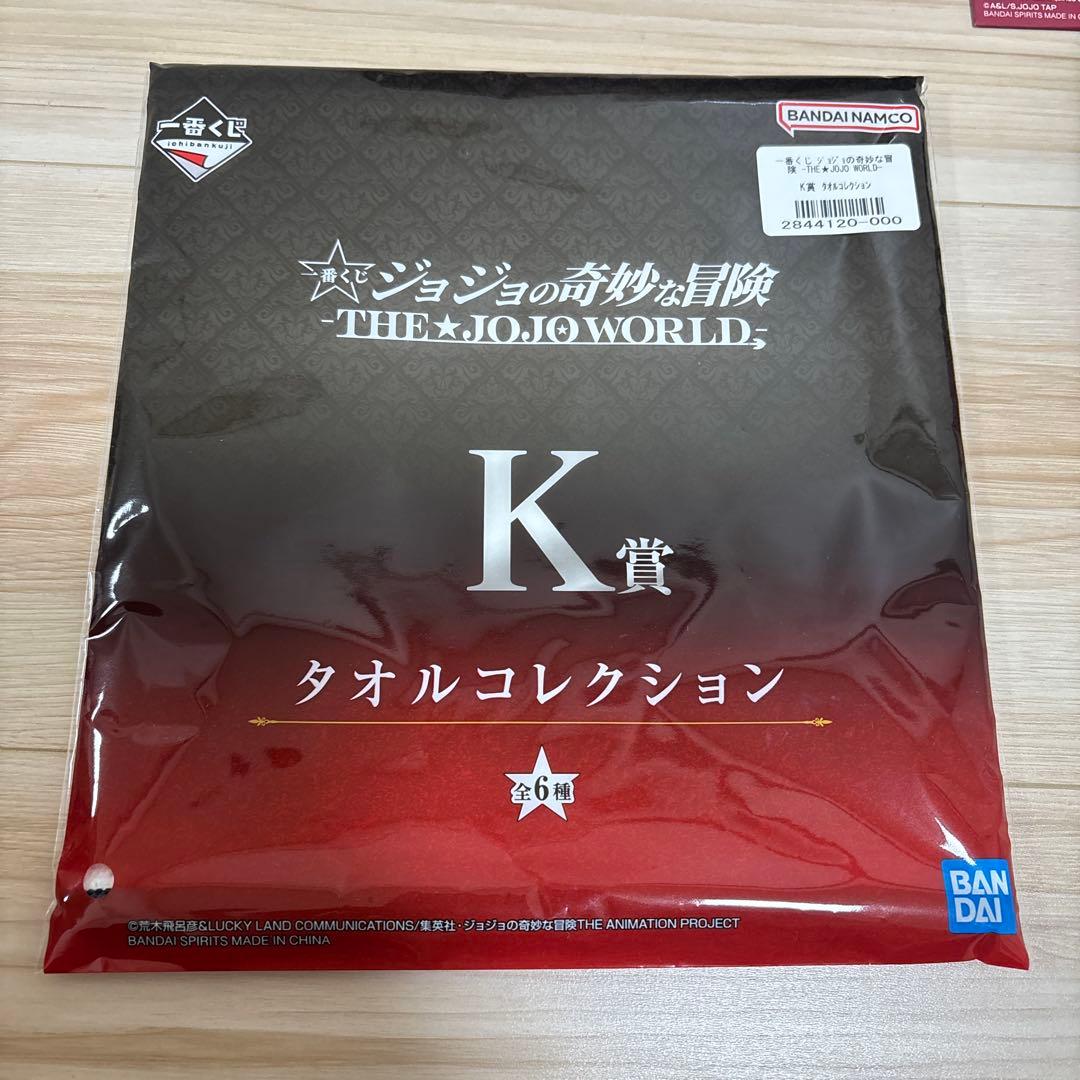 ©A&L/S,JOJO TAP
BANDAI SPIRITS MADE IN
一番くじ
ichibankuji
BANDAI NAMCO
一番くじ ジョジョの奇妙な冒
険 -THE★JOJO WORLD-
K賞 タオルコレクション
2844120-000
一番くじ ジョジョの奇妙な冒険
-THE★JOJO WORLD-
K賞
タオルコレクション
全6種
BAN
DAI
©荒木飛呂彦&LUCKY LAND COMMUNICATIONS/集英社・ジョジョの奇妙な冒険THE ANIMATION PROJECT
BANDAI SPIRITS MADE IN CHINA